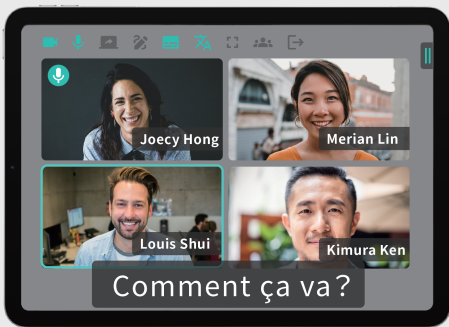 Joecy Hong
Merian Lin
Louis Shui
Kimura Ken
Comment ça va?